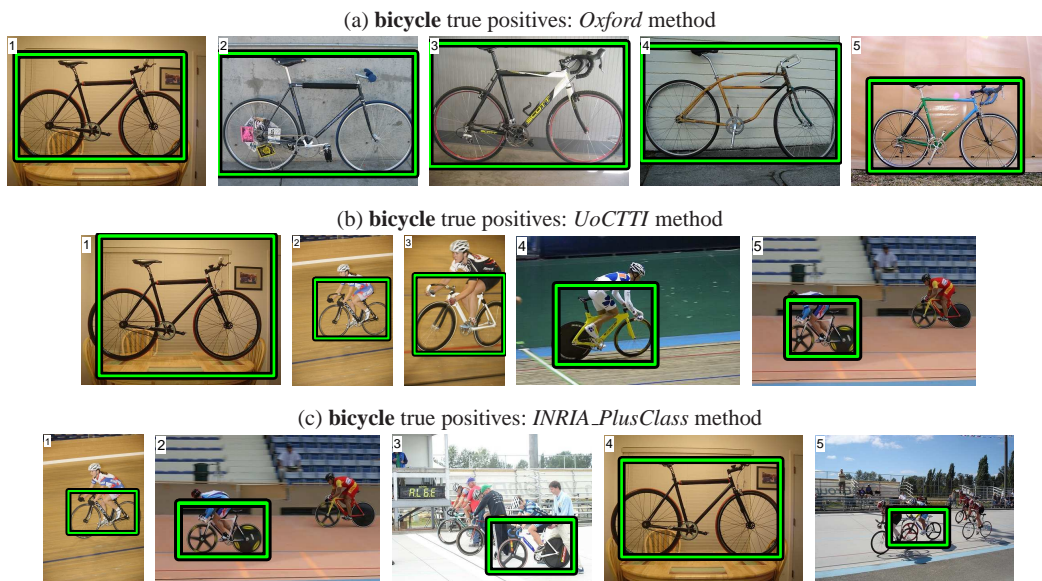 (a) bicycle true positives: Oxford method
1 2 3 4 5
SCOTT
(b) bicycle true positives: UoCTTI method
1 2 3 4 5
(c) bicycle true positives: INRIA_PlusClass method
1 2 3 4 5